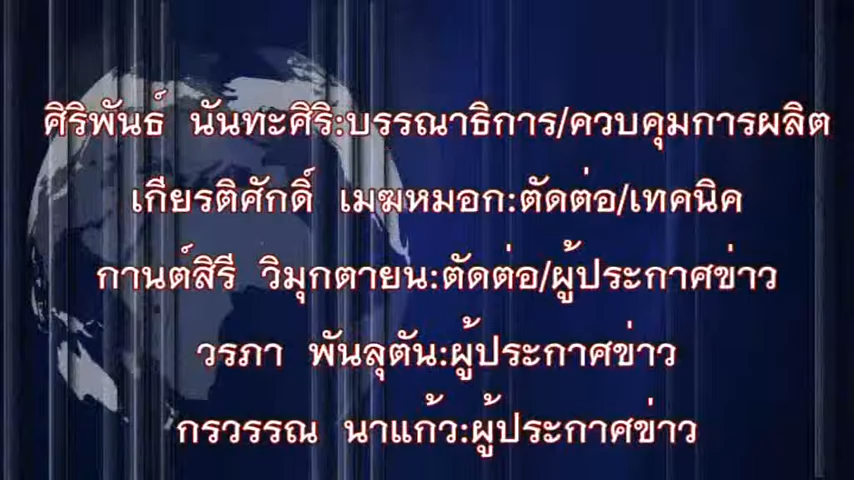 ศิริพันธ์ นันทะศิริ:บรรณาธิการ/ควบคุมการผลิต
เกียรติศักดิ์ เมฆหมอก:ตัดต่อ/เทคนิค
กานต์สิรี วิมุกตายน:ตัดต่อ/ผู้ประกาศข่าว
วรภา พันลุตัน:ผู้ประกาศข่าว
กรวรรณ นาแก้ว:ผู้ประกาศข่าว